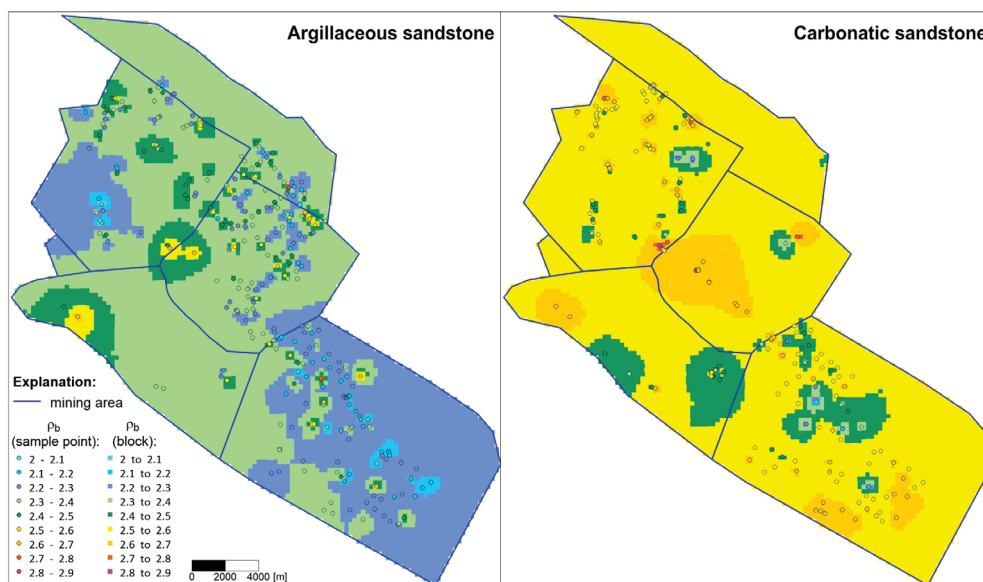 Argillaceous sandstone
Carbonatic sandstone
Explanation:
mining area
ρb ρb
(sample point): (block):
2 - 2.1 2 to 2.1
2.1 - 2.2 2.1 to 2.2
2.2 - 2.3 2.2 to 2.3
2.3 - 2.4 2.3 to 2.4
2.4 - 2.5 2.4 to 2.5
2.5 - 2.6 2.5 to 2.6
2.6 - 2.7 2.6 to 2.7
2.7 - 2.8 2.7 to 2.8
2.8 - 2.9 2.8 to 2.9
0 2000 4000 [m]